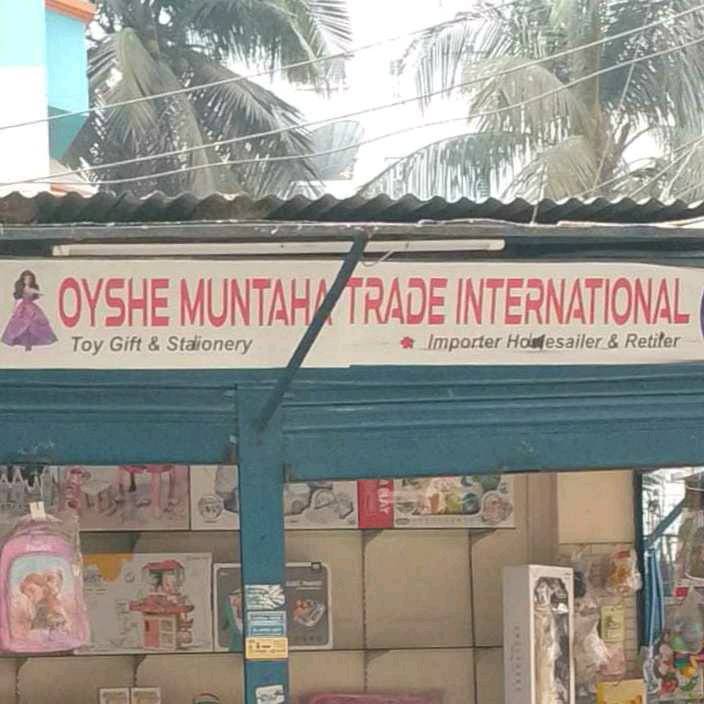 OYSHE MUNTAHA TRADE INTERNATIONAL
Toy Gift & Stationery
Importer Holesailer & Retiler